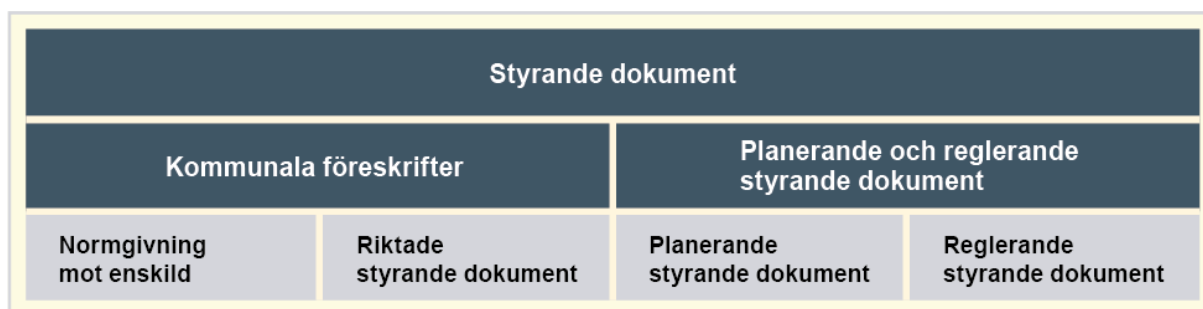 Styrande dokument
Kommunala föreskrifter
Planerande och reglerande
styrande dokument
Normgivning
mot enskild
Riktade
styrande dokument
Planerande
styrande dokument
Reglerande
styrande dokument